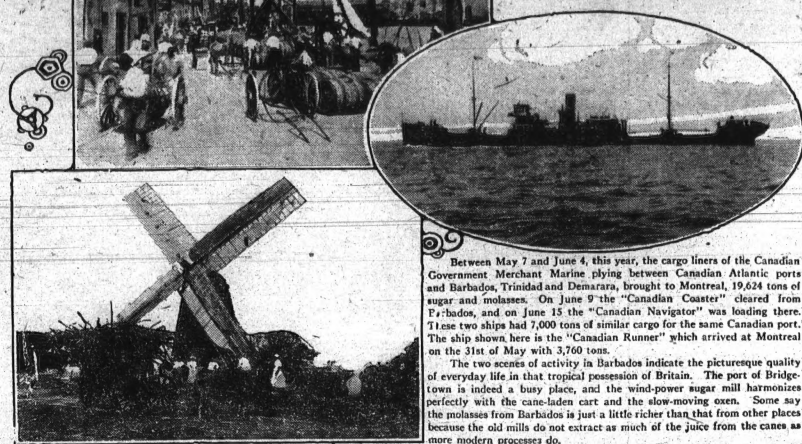 Between May 7 and June 4, this year, the cargo liners of the Canadian
Government Merchant Marine plying between Canadian Atlantic ports
and Barbados, Trinidad and Demarara, brought to Montreal, 19,624 tons of
sugar and molasses. On June 9 the "Canadian Coaster" cleared from
Barbados, and on June 15 the "Canadian Navigator" was loading there.
These two ships had 7,000 tons of similar cargo for the same Canadian port.
The ship shown here is the "Canadian Runner" which arrived at Montreal
on the 31st of May with 3,760 tons.
The two scenes of activity in Barbados indicate the picturesque quality
of everyday life in that tropical possession of Britain. The port of Bridge-
town is indeed a busy place, and the wind-power sugar mill harmonizes
perfectly with the cane-laden cart and the slow-moving oxen. Some say
the molasses from Barbados is just a little richer than that from other places
because the old mills do not extract as much of the juice from the canes as
more modern processes do.